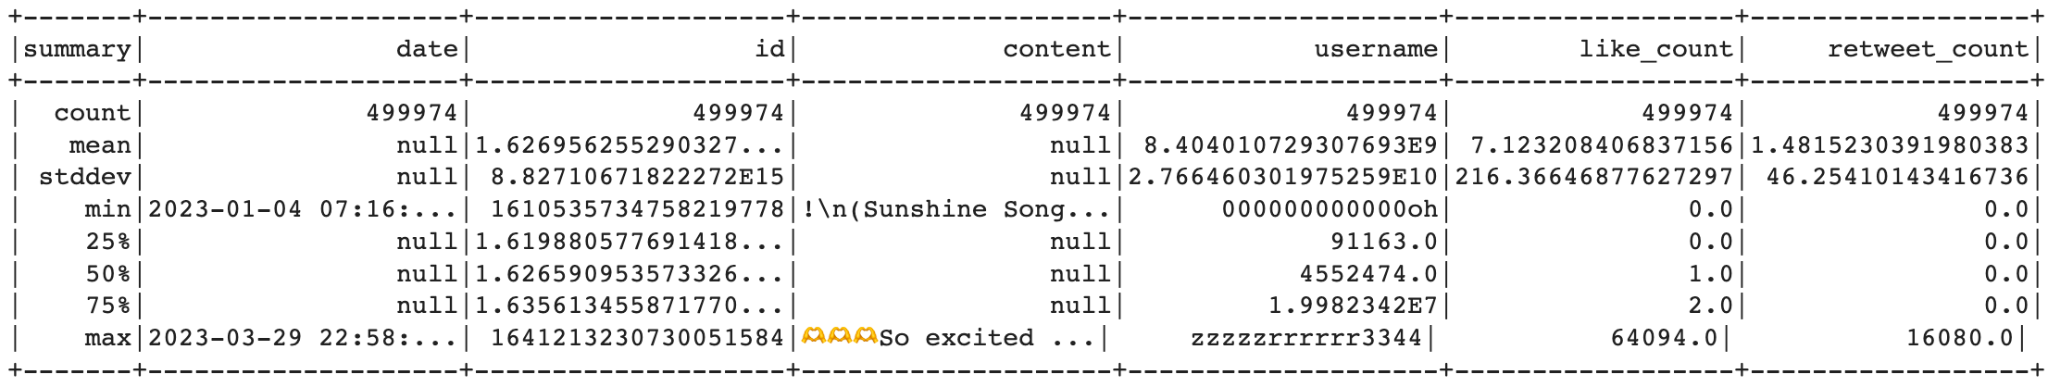 +-------+--------------------+--------------------+--------------------+--------------------+------------------+------------------+
|summary|                date|                  id|             content|            username|        like_count|     retweet_count|
+-------+--------------------+--------------------+--------------------+--------------------+------------------+------------------+
|  count|              499974|              499974|              499974|              499974|            499974|            499974|
|   mean|                null|1.626956255290327...|                null| 8.404010729307693E9| 7.123208406837156|1.4815230391980383|
| stddev|                null| 8.82710671822272E15|                null|2.766460301975259E10|216.36646877627297| 46.25410143416736|
|    min|2023-01-04 07:16:...| 1610535734758219778|!\n(Sunshine Song...|      000000000000oh|               0.0|               0.0|
|    25%|                null|1.619880577691418...|                null|             91163.0|               0.0|               0.0|
|    50%|                null|1.626590953573326...|                null|           4552474.0|               1.0|               0.0|
|    75%|                null|1.635613455871770...|                null|         1.9982342E7|               2.0|               0.0|
|    max|2023-03-29 22:58:...| 1641213230730051584|🫶🫶🫶So excited ...|    zzzzzrrrrrr3344|           64094.0|           16080.0|
+-------+--------------------+--------------------+--------------------+--------------------+------------------+------------------+